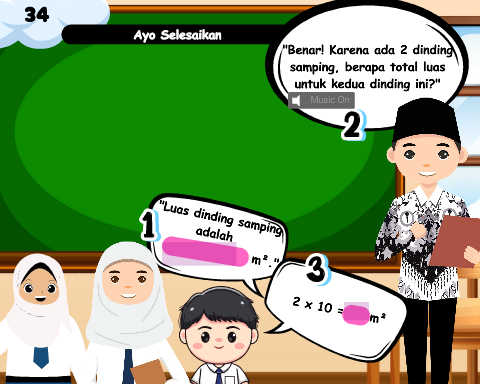 34
Ayo Selesaikan
"Benar! Karena ada 2 dinding
samping, berapa total luas
untuk kedua dinding ini?"
Music On
2
1
"Luas dinding samping
adalah
m²."
3
2 x 10 =
m²